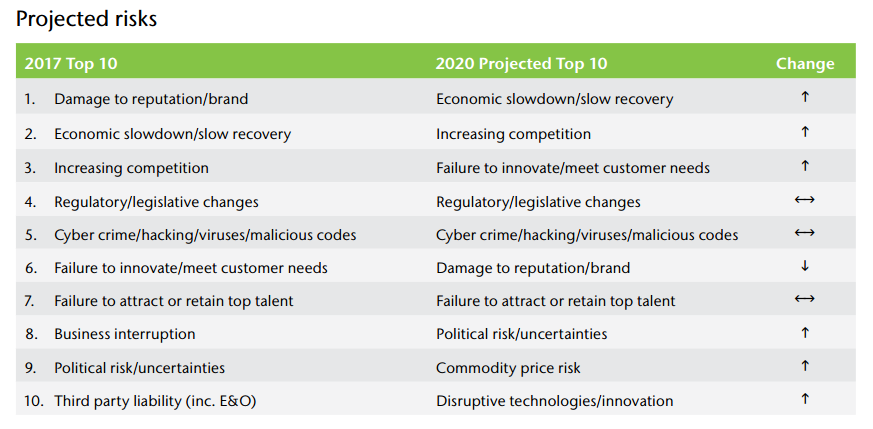 Projected risks
2017 Top 10 2020 Projected Top 10 Change
1. Damage to reputation/brand Economic slowdown/slow recovery ↑
2. Economic slowdown/slow recovery Increasing competition ↑
3. Increasing competition Failure to innovate/meet customer needs ↑
4. Regulatory/legislative changes Regulatory/legislative changes ↔
5. Cyber crime/hacking/viruses/malicious codes Cyber crime/hacking/viruses/malicious codes ↔
6. Failure to innovate/meet customer needs Damage to reputation/brand ↓
7. Failure to attract or retain top talent Failure to attract or retain top talent ↔
8. Business interruption Political risk/uncertainties ↑
9. Political risk/uncertainties Commodity price risk ↑
10. Third party liability (inc. E&O) Disruptive technologies/innovation ↑